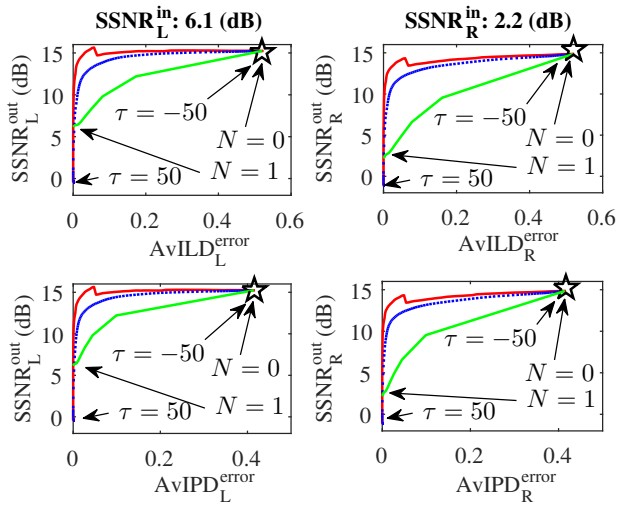 SSNR_L^in: 6.1 (dB)
SSNR_R^in: 2.2 (dB)
SSNR_L^out (dB)
15
10
5
0
τ = −50
N = 0
N = 1
τ = 50
0 0.2 0.4 0.6
AvILD_L^error
SSNR_R^out (dB)
15
10
5
0
τ = −50
N = 0
N = 1
τ = 50
0 0.2 0.4 0.6
AvILD_R^error
SSNR_L^out (dB)
15
10
5
0
τ = −50
N = 0
N = 1
τ = 50
0 0.2 0.4
AvIPD_L^error
SSNR_R^out (dB)
15
10
5
0
τ = −50
N = 0
N = 1
τ = 50
0 0.2 0.4
AvIPD_R^error